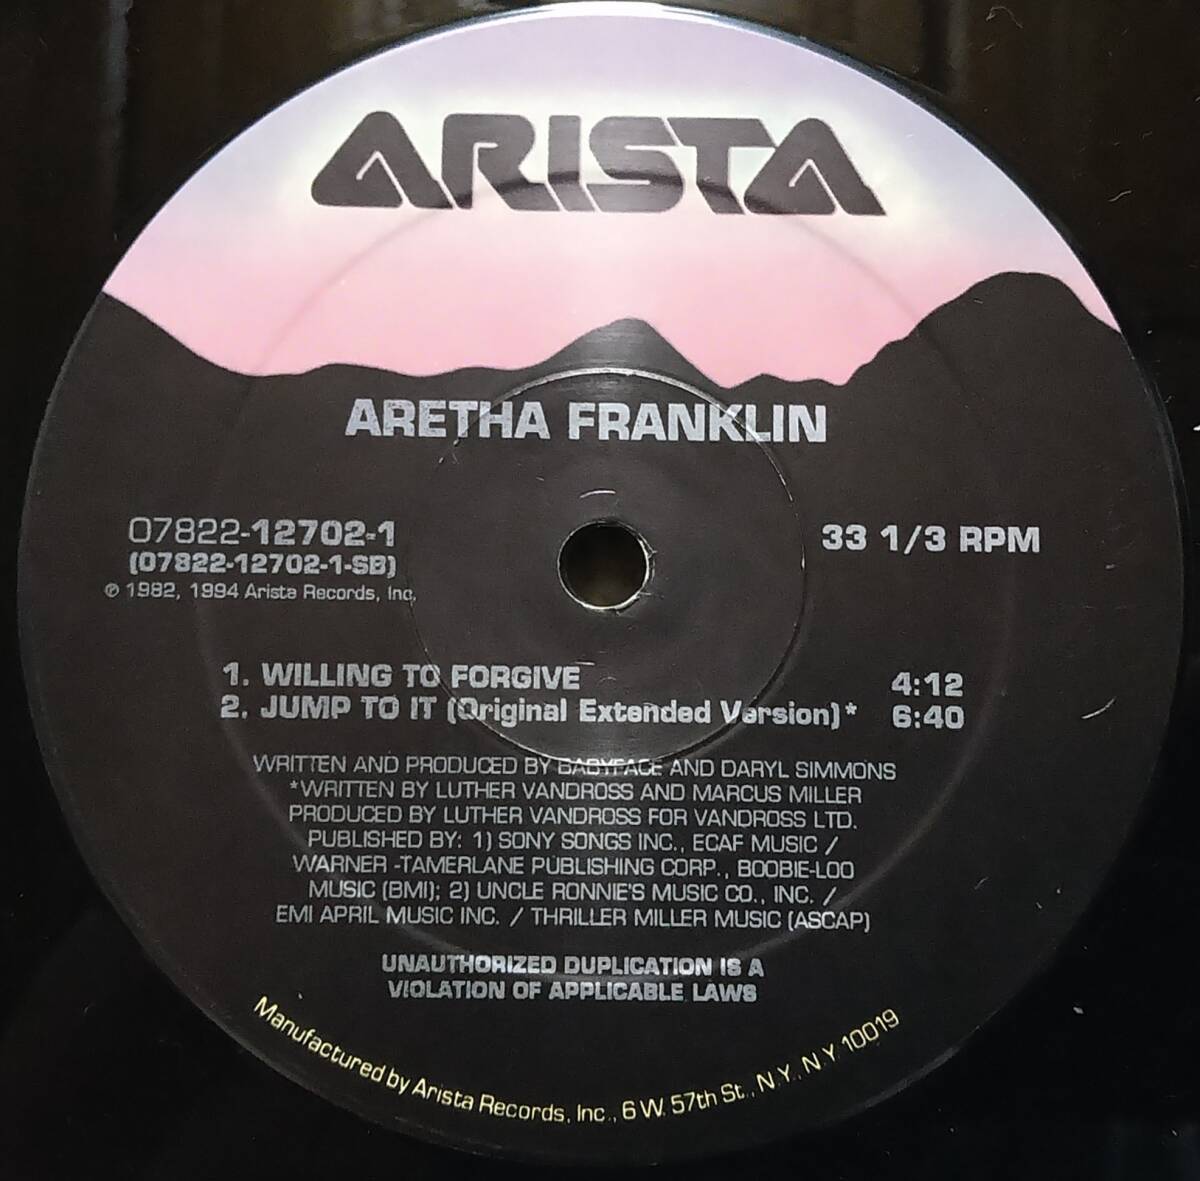 ARISTA
ARETHA FRANKLIN
07822-12702-1
(07822-12702-1-SB)
℗ 1982, 1994 Arista Records, Inc.
33 1/3 RPM
1. WILLING TO FORGIVE 4:12
2. JUMP TO IT (Original Extended Version)* 6:40
WRITTEN AND PRODUCED BY BABYFACE AND DARYL SIMMONS
*WRITTEN BY LUTHER VANDROSS AND MARCUS MILLER
PRODUCED BY LUTHER VANDROSS FOR VANDROSS LTD.
PUBLISHED BY: 1) SONY SONGS INC., ECAF MUSIC /
WARNER -TAMERLANE PUBLISHING CORP., BOOBIE-LOO
MUSIC (BMI); 2) UNCLE RONNIE'S MUSIC CO., INC. /
EMI APRIL MUSIC INC. / THRILLER MILLER MUSIC (ASCAP)
UNAUTHORIZED DUPLICATION IS A
VIOLATION OF APPLICABLE LAWS
Manufactured by Arista Records, Inc., 6 W. 57th St., N.Y., N.Y 10019